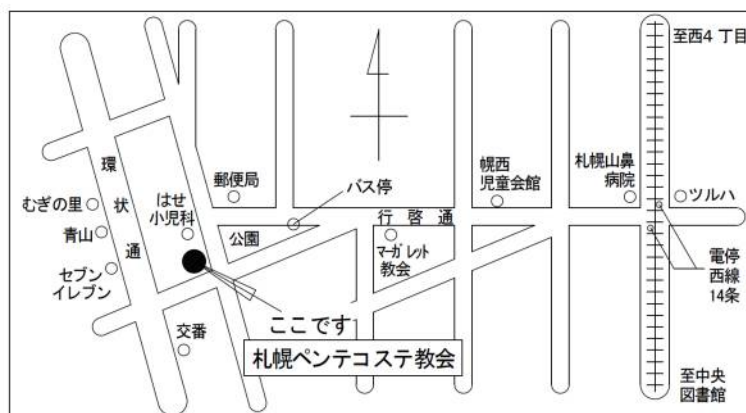 至西4丁目
環状通
郵便局
バス停
幌西
児童会館
札幌山鼻
病院
ツルハ
むぎの里
はせ
小児科
行啓通
青山
公園
マーガレット
教会
セブン
イレブン
電停
西線
14条
ここです
交番
札幌ペンテコステ教会
至中央
図書館